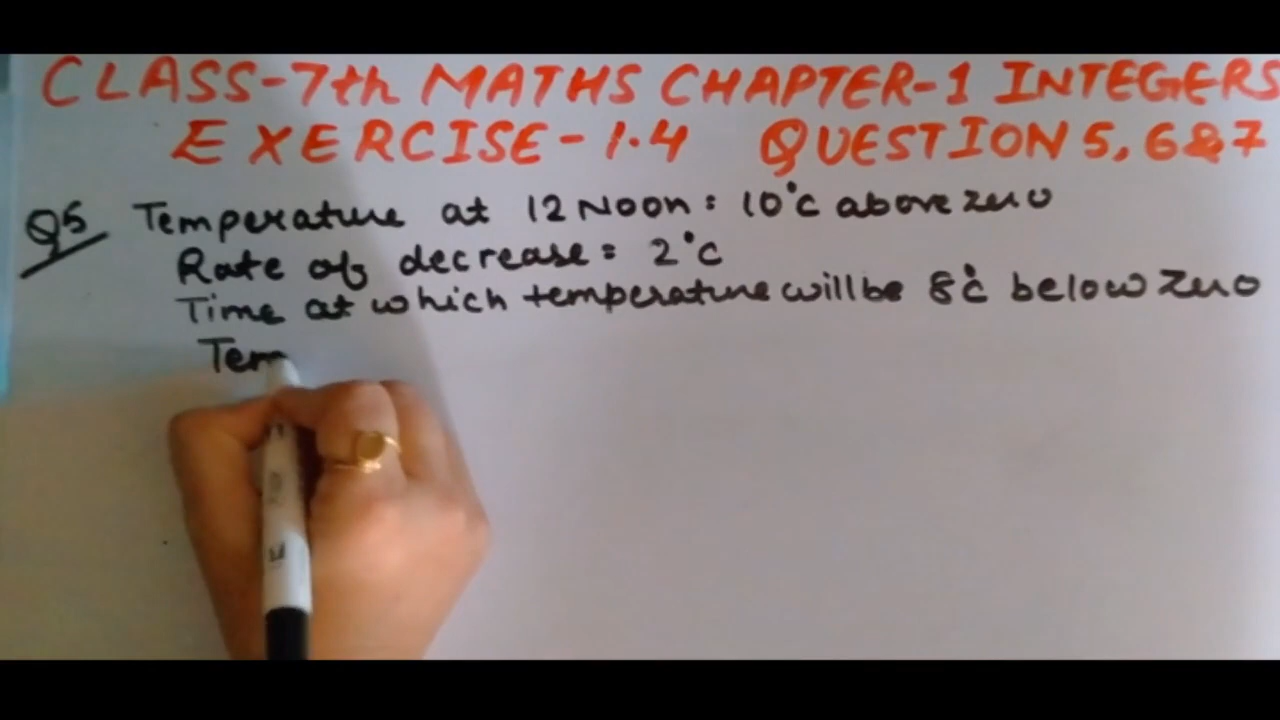 CLASS-7th MATHS CHAPTER-1 INTEGERS
EXERCISE-1.4 QUESTION 5, 6&7
Q5 Temperature at 12 Noon = 10°C above zero
Rate of decrease = 2°C
Time at which temperature will be 8°C below zero
Tem